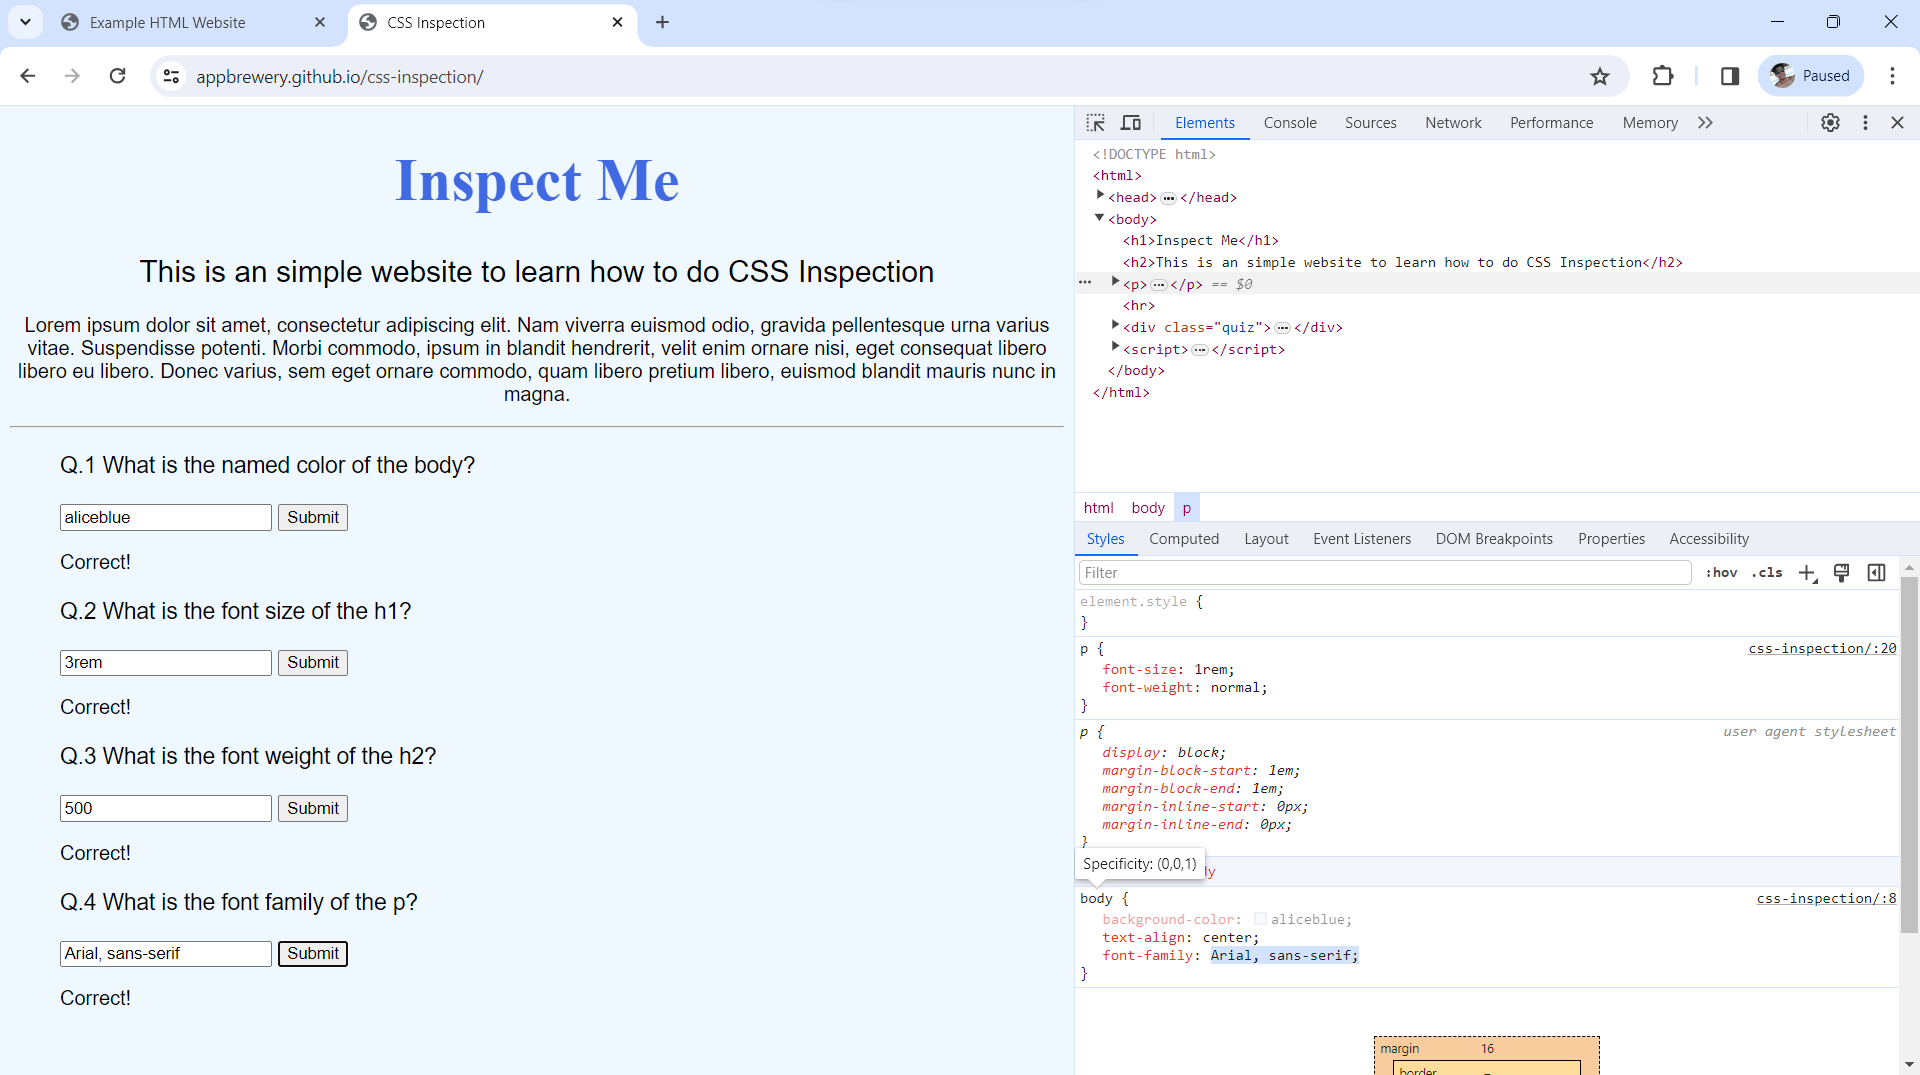 Example HTML Website
CSS Inspection
appbrewery.github.io/css-inspection/
Paused
Inspect Me
This is an simple website to learn how to do CSS Inspection
Lorem ipsum dolor sit amet, consectetur adipiscing elit. Nam viverra euismod odio, gravida pellentesque urna varius
vitae. Suspendisse potenti. Morbi commodo, ipsum in blandit hendrerit, velit enim ornare nisi, eget consequat libero
libero eu libero. Donec varius, sem eget ornare commodo, quam libero pretium libero, euismod blandit mauris nunc in
magna.
Q.1 What is the named color of the body?
aliceblue Submit
Correct!
Q.2 What is the font size of the h1?
3rem Submit
Correct!
Q.3 What is the font weight of the h2?
500 Submit
Correct!
Q.4 What is the font family of the p?
Arial, sans-serif Submit
Correct!
Elements Console Sources Network Performance Memory
<!DOCTYPE html>
<html>
<head> ••• </head>
<body>
<h1>Inspect Me</h1>
<h2>This is an simple website to learn how to do CSS Inspection</h2>
••• <p> ••• </p> == $0
<hr>
<div class="quiz"> ••• </div>
<script> ••• </script>
</body>
</html>
html body p
Styles Computed Layout Event Listeners DOM Breakpoints Properties Accessibility
Filter :hov .cls
element.style {
}
p { css-inspection/:20
font-size: 1rem;
font-weight: normal;
}
p { user agent stylesheet
display: block;
margin-block-start: 1em;
margin-block-end: 1em;
margin-inline-start: 0px;
margin-inline-end: 0px;
}
Specificity: (0,0,1)
body { css-inspection/:8
background-color: aliceblue;
text-align: center;
font-family: Arial, sans-serif;
}
margin 16
border